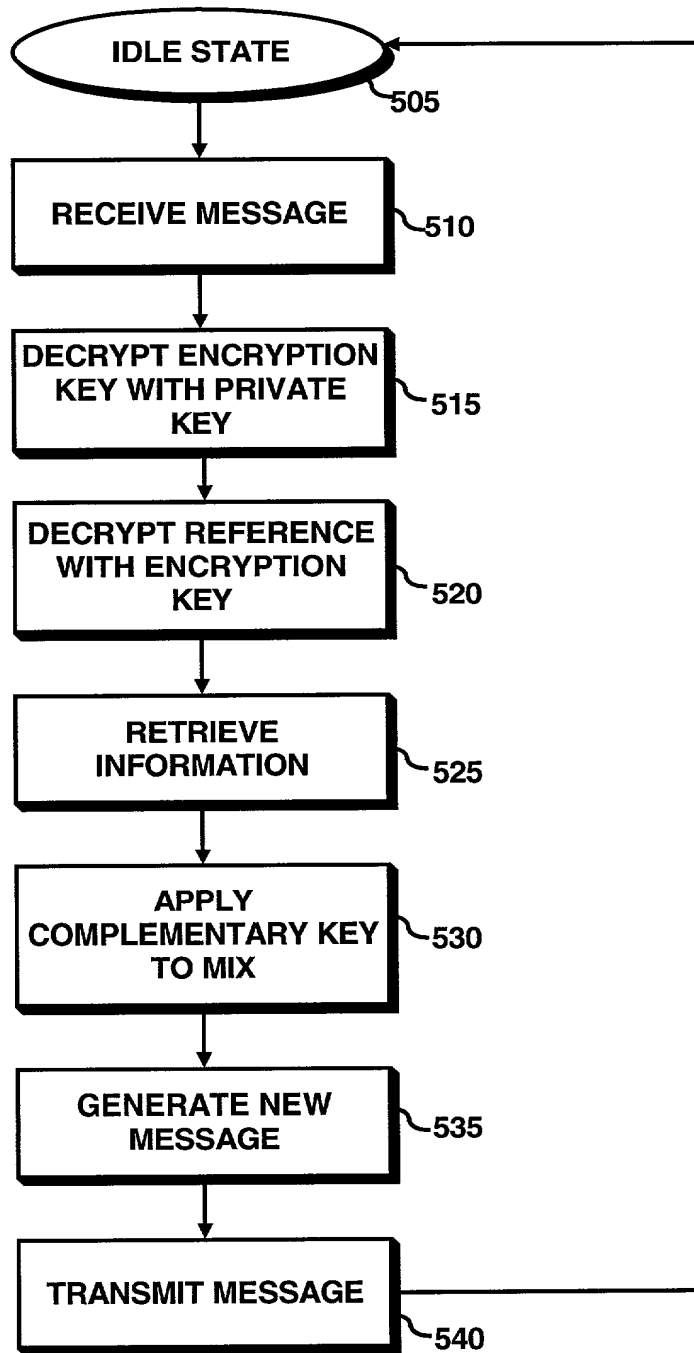 IDLE STATE
505
RECEIVE MESSAGE
510
DECRYPT ENCRYPTION
KEY WITH PRIVATE
KEY
515
DECRYPT REFERENCE
WITH ENCRYPTION
KEY
520
RETRIEVE
INFORMATION
525
APPLY
COMPLEMENTARY KEY
TO MIX
530
GENERATE NEW
MESSAGE
535
TRANSMIT MESSAGE
540